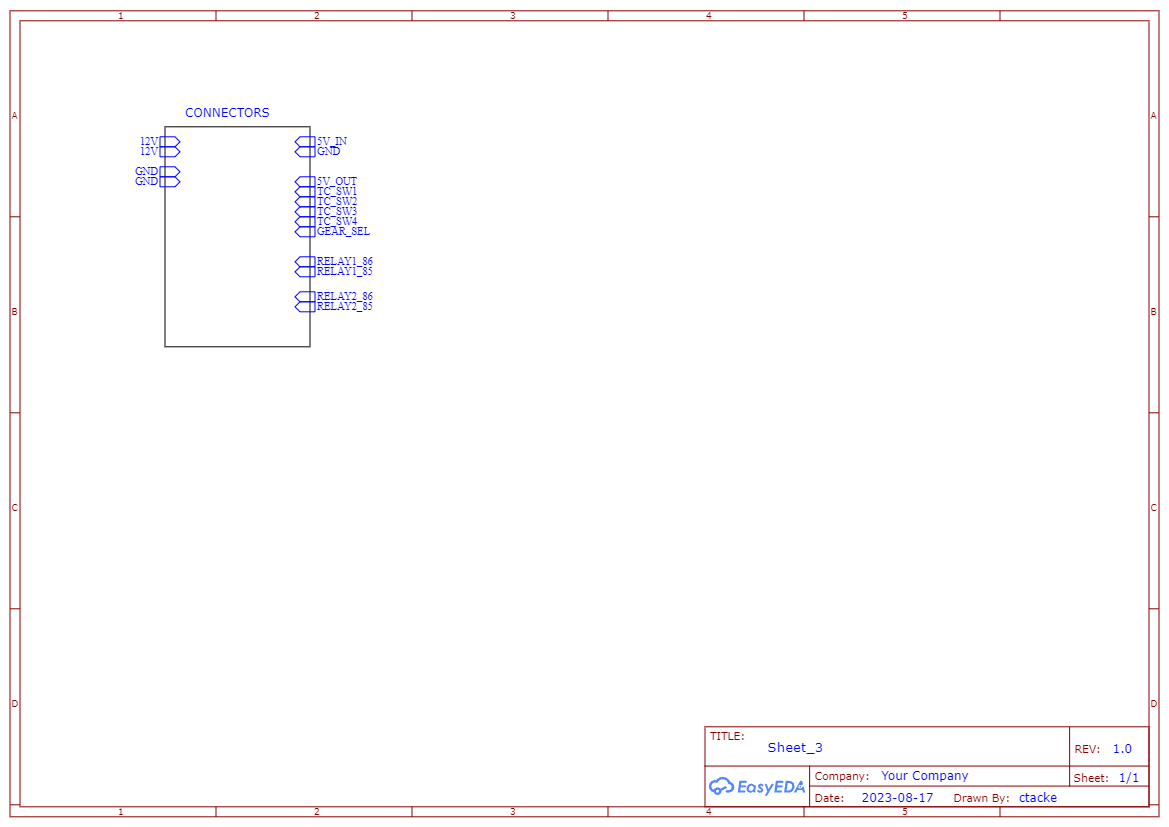 1 2 3 4 5
A A
CONNECTORS
12V 5V_IN
12V GND
GND
GND 5V_OUT
TC_SW1
TC_SW2
TC_SW3
TC_SW4
GEAR_SEL
RELAY1_86
RELAY1_85
RELAY2_86
RELAY2_85
B B
C C
D D
TITLE:
Sheet_3
REV: 1.0
EasyEDA
Company: Your Company
Sheet: 1/1
Date: 2023-08-17 Drawn By: ctacke
1 2 3 4 5